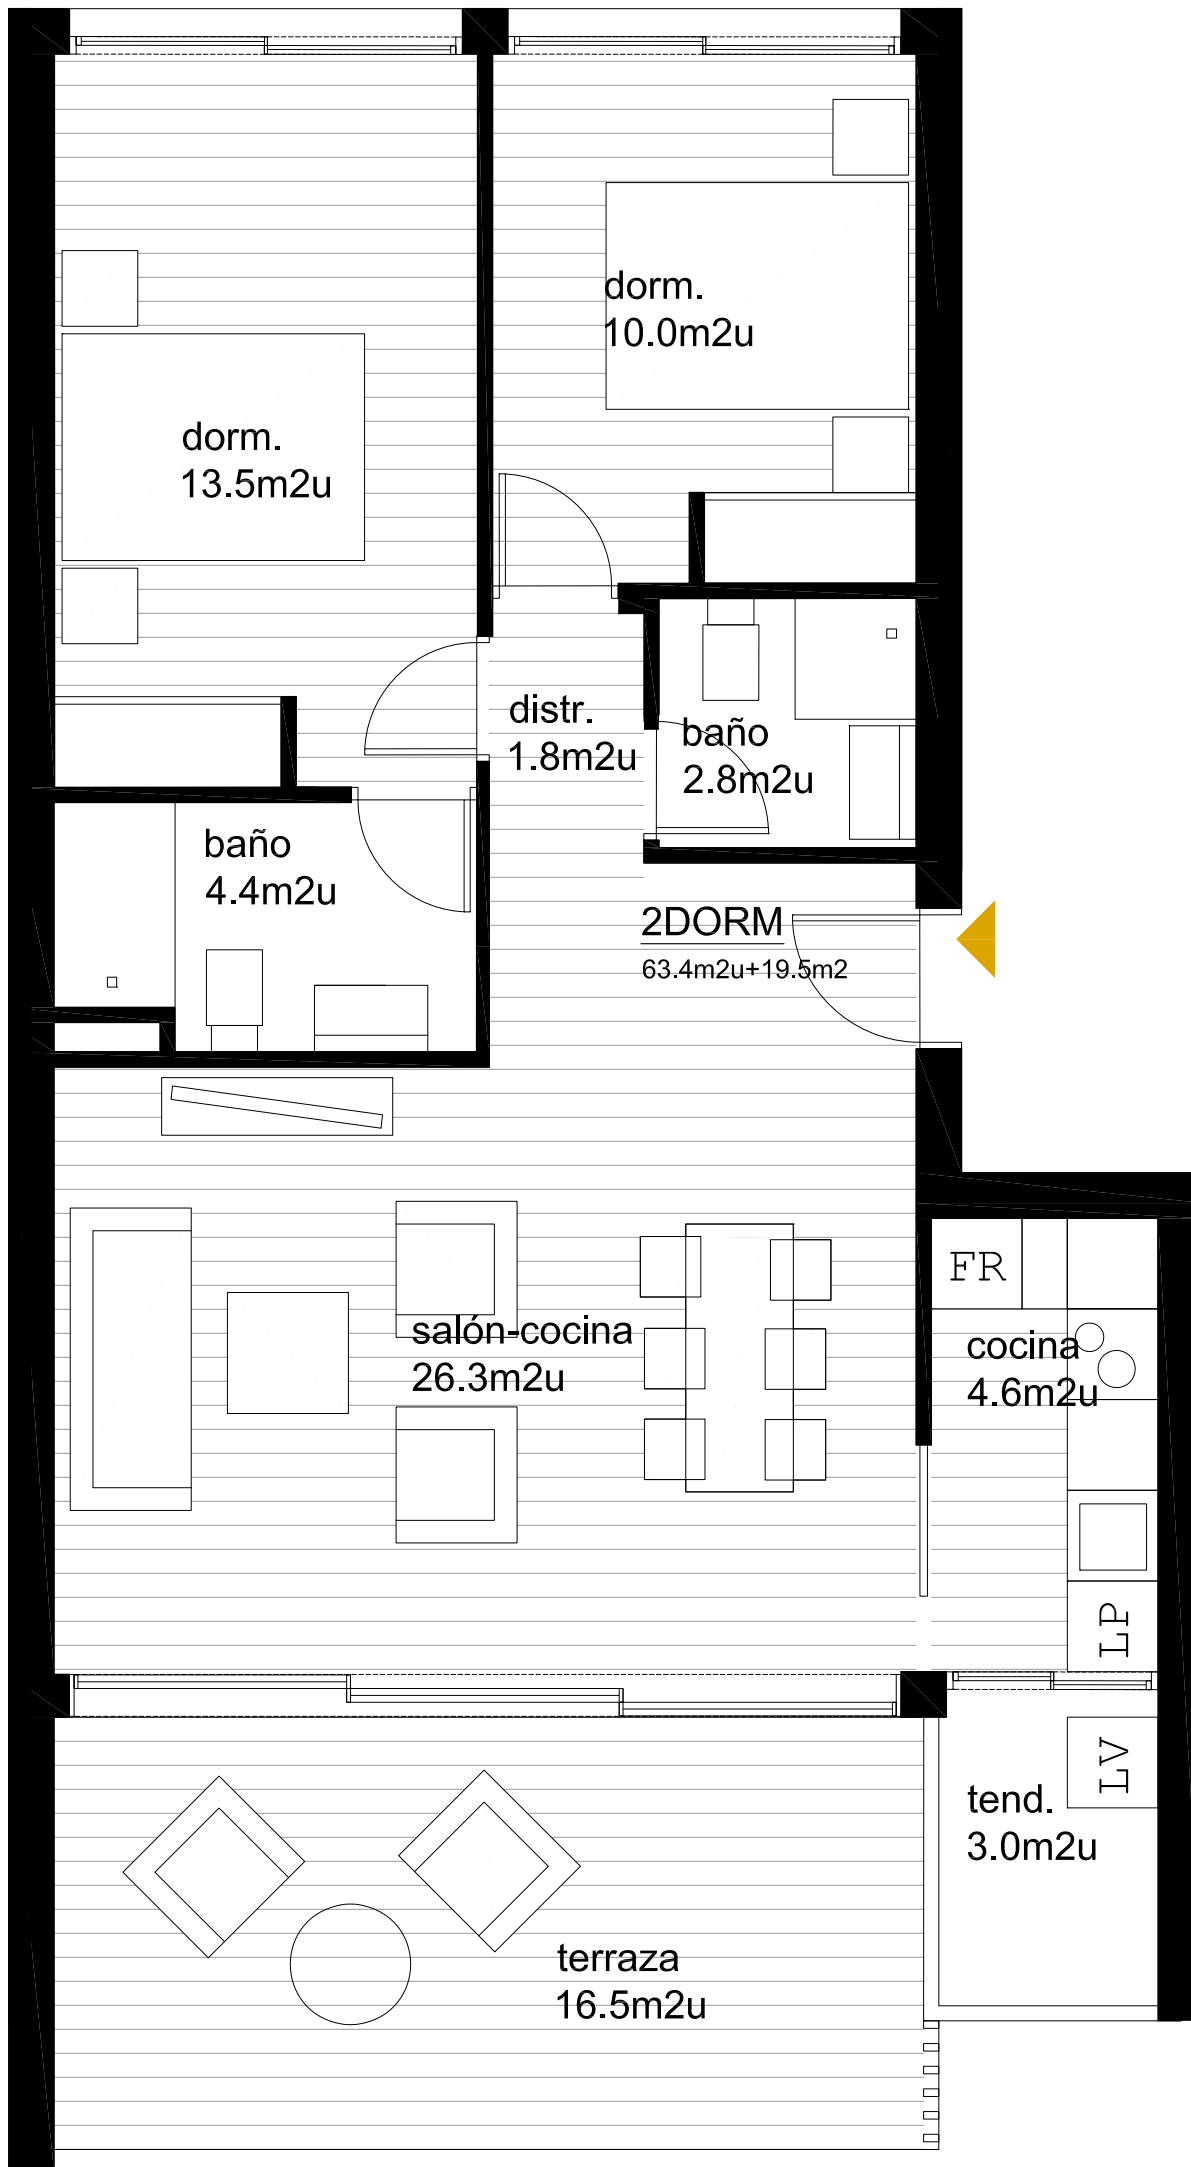 dorm.
10.0m2u
dorm.
13.5m2u
distr.
1.8m2u
baño
2.8m2u
baño
4.4m2u
2DORM
63.4m2u+19.5m2
FR
salón-cocina
26.3m2u
cocina
4.6m2u
LP
LV
tend.
3.0m2u
terraza
16.5m2u